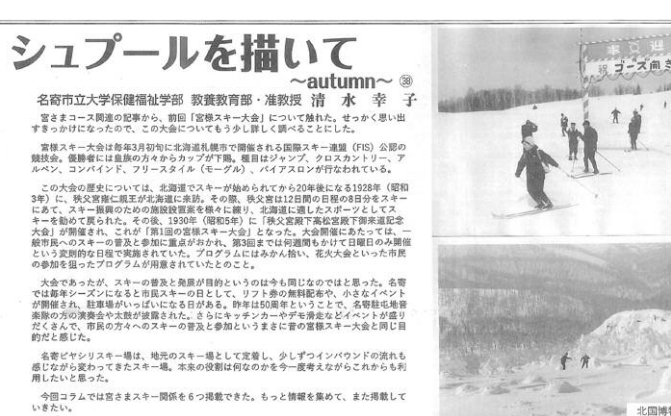 シュプールを描いて
~autumn~ ㊳
名寄市立大学保健福祉学部 教養教育部・准教授 清水幸子
宮さまコース関連の記事から、前回「宮様スキー大会」について触れた。せっかく思い出
すきっかけになったので、この大会についてもう少し詳しく調べることにした。
宮様スキー大会は毎年3月初旬に北海道札幌市で開催される国際スキー連盟（FIS）公認の
競技会。優勝者には皇族の方々からカップが下賜。種目はジャンプ、クロスカントリー、ア
ルペン、コンバインド、フリースタイル（モーグル）、バイアスロンが行なわれている。
この大会の歴史については、北海道でスキーが始められてから20年後になる1928年（昭和
3年）に、秩父宮雍仁親王が北海道に来訪。その際、秩父宮は12日間の日程の8日分をスキー
にあて、スキー振興のための施設設置案を様々に練り、北海道に適したスポーツとしてス
キーを勧めて戻られた。その後、1930年（昭和5年）に「秩父宮殿下高松宮殿下御来道記念
大会」が開催され、これが「第1回の宮様スキー大会」となった。大会開催にあたっては、一
般市民へのスキーの普及と参加に重点がおかれ、第3回までは何週間もかけて日曜日のみ開催
という変則的な日程で実施されていた。プログラムにはみかん拾い、花火大会といった市民
の参加を狙ったプログラムが用意されていたとのこと。
大会であったが、スキーの普及と発展が目的というのは今も同じなのではと思った。名寄
では毎年シーズンになると市民スキーの日として、リフト券の無料配布や、小さなイベント
が開催され、駐車場がいっぱいになる日がある。昨年は50周年ということで、名寄駐屯地音
楽隊の方の演奏会や太鼓が披露された。さらにキッチンカーやデモ滑走などイベントが盛り
だくさんで、市民の方々へのスキーの普及と参加というまさに昔の宮様スキー大会と同じ目
的だと感じた。
名寄ピヤシリスキー場は、地元のスキー場として定着し、少しずつインバウンドの流れも
感じながら変わってきたスキー場。本来の役割は何なのかを今一度考えながらこれからも利
用したいと思った。
今回コラムでは宮さまスキー関係を6つ掲載できた。もっと情報を集めて、また掲載して
いきたい。
迎
祝 ゴーズ開き
北国博